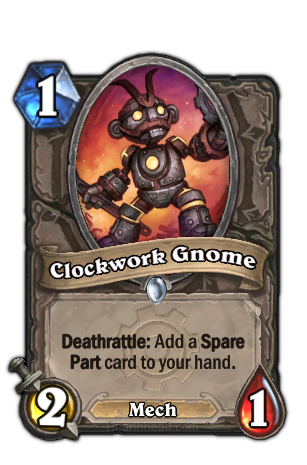 1
Clockwork Gnome
Deathrattle: Add a Spare
Part card to your hand.
2
Mech
1